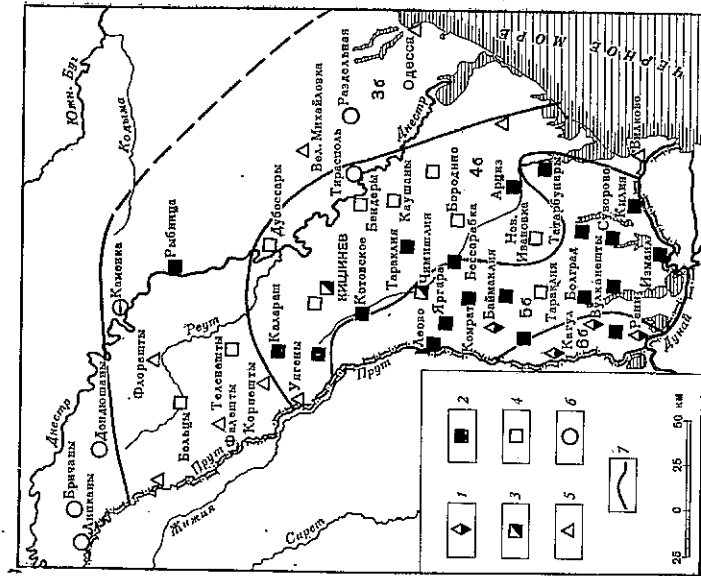 Южн. Буг
Кодыма
Днестр
Каменка
Рыбница
Бричаны
Липканы
Дондюшаны
Флорешты
Реут
Бельцы
Теленешты
Фалешты
Корнешты
Унгены
Прут
Жижия
Сирет
Дубоссары
Калараш
КИШИНЕВ
Котовское
Вел. Михайловка
Тирасполь
Раздельная
3б
Одесса
Днестр
Бендеры
Каушаны
Тараклия
Чимишлия
Бессарабка
Бородино
4б
Арциз
Татарбунары
Нов. Ивановка
Леово
Яргара
Комрат
Баймаклия
5б
Тараклия
Болград
Вулканешты
Суворово
Килия
Вилково
Измаил
Кагул
6б
Рени
Дунай
Прут
ЧЕРНОЕ МОРЕ
1
2
3
4
5
6
7
25 0 25 50 км